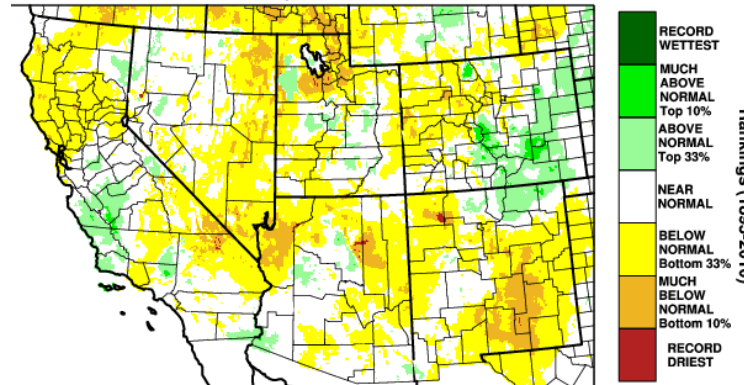 RECORD
WETTEST
MUCH
ABOVE
NORMAL
Top 10%
ABOVE
NORMAL
Top 33%
NEAR
NORMAL
BELOW
NORMAL
Bottom 33%
MUCH
BELOW
NORMAL
Bottom 10%
RECORD
DRIEST